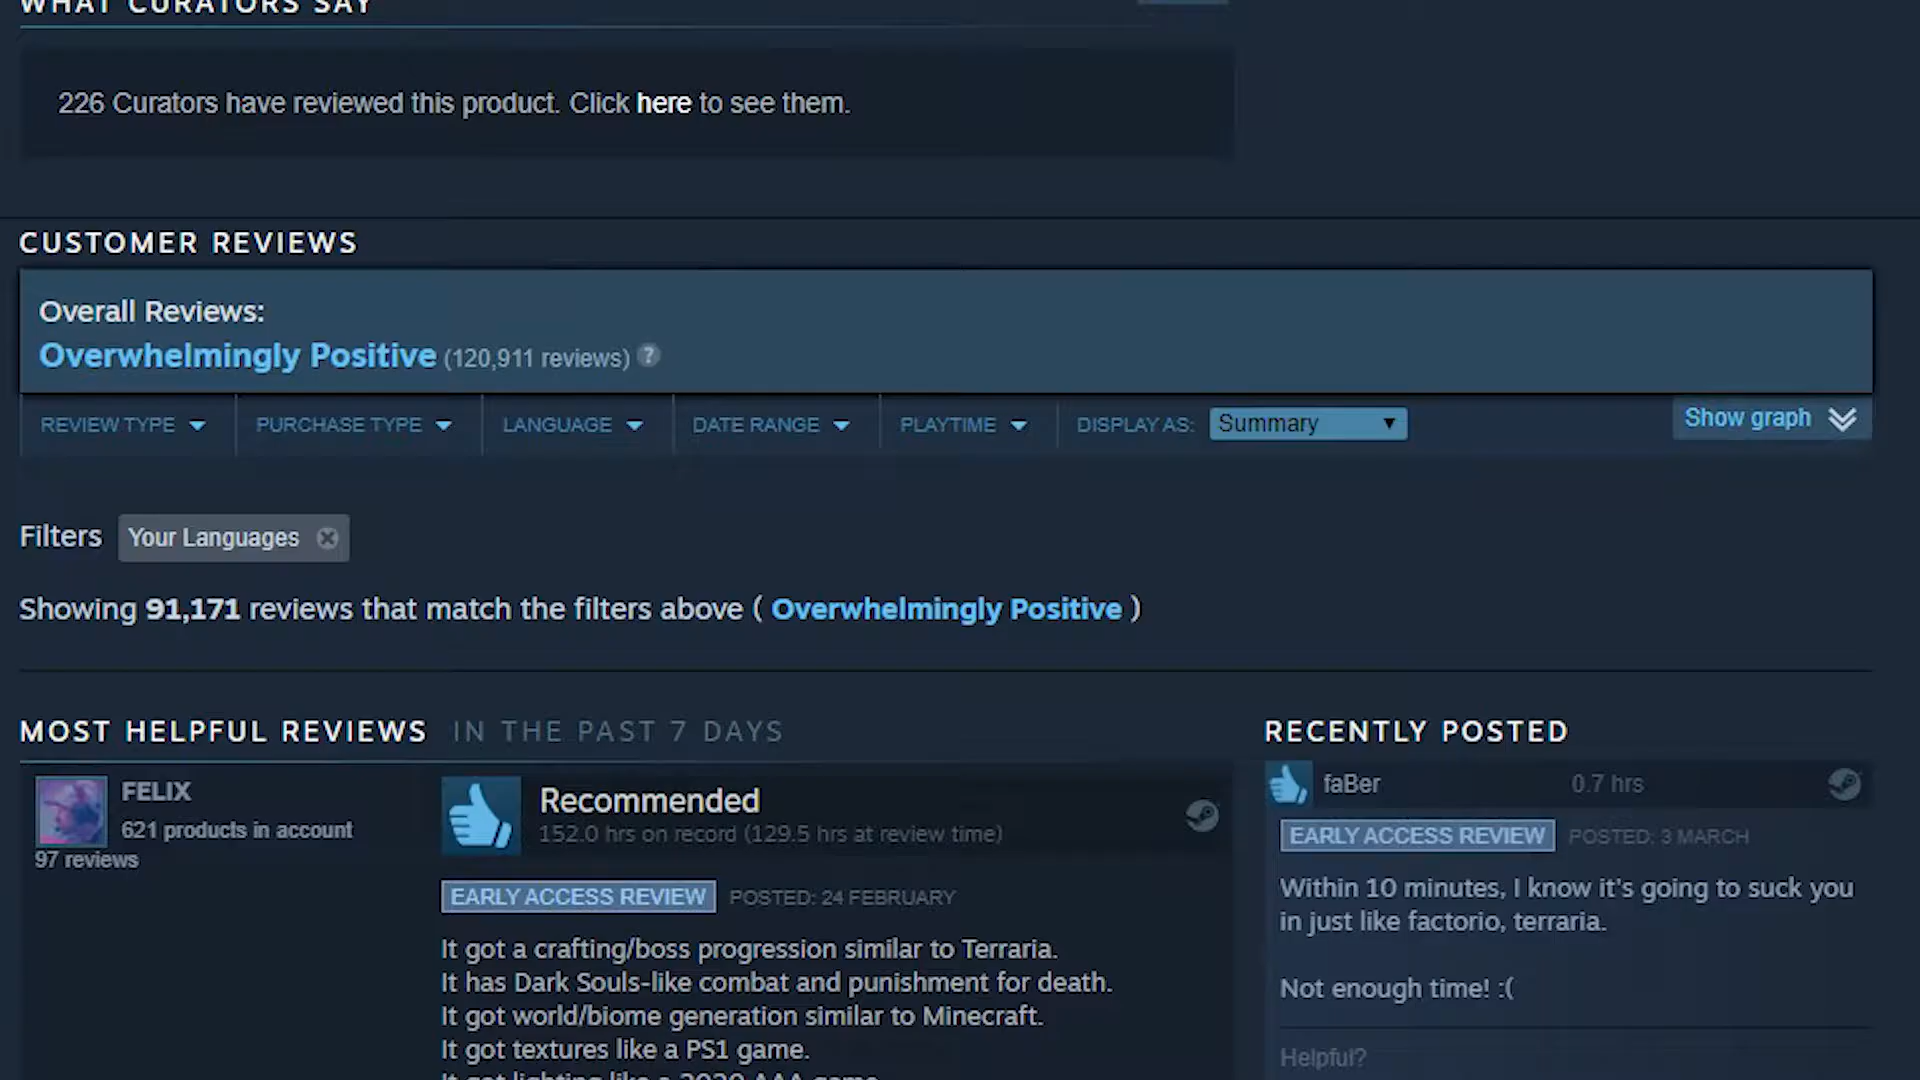 WHAT CURATORS SAY
226 Curators have reviewed this product. Click here to see them.
CUSTOMER REVIEWS
Overall Reviews:
Overwhelmingly Positive (120,911 reviews) ?
REVIEW TYPE PURCHASE TYPE LANGUAGE DATE RANGE PLAYTIME DISPLAY AS: Summary Show graph
Filters Your Languages
Showing 91,171 reviews that match the filters above ( Overwhelmingly Positive )
MOST HELPFUL REVIEWS IN THE PAST 7 DAYS
FELIX
621 products in account
97 reviews
Recommended
152.0 hrs on record (129.5 hrs at review time)
EARLY ACCESS REVIEW POSTED: 24 FEBRUARY
It got a crafting/boss progression similar to Terraria.
It has Dark Souls-like combat and punishment for death.
It got world/biome generation similar to Minecraft.
It got textures like a PS1 game.
It got lighting like a 2020 AAA game.
RECENTLY POSTED
faBer 0.7 hrs
EARLY ACCESS REVIEW POSTED: 3 MARCH
Within 10 minutes, I know it's going to suck you
in just like factorio, terraria.
Not enough time! :(
Helpful?